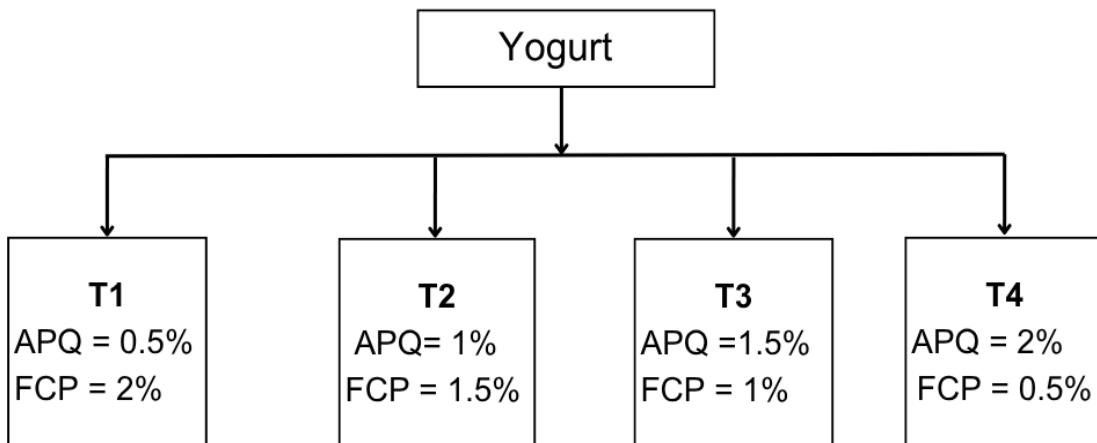 Yogurt
T1
APQ = 0.5%
FCP = 2%
T2
APQ= 1%
FCP = 1.5%
T3
APQ =1.5%
FCP = 1%
T4
APQ = 2%
FCP = 0.5%